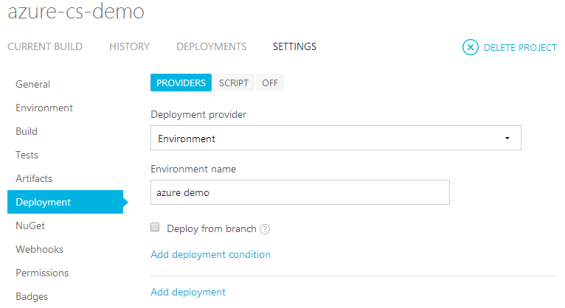 azure-cs-demo
CURRENT BUILD HISTORY DEPLOYMENTS SETTINGS DELETE PROJECT
General
Environment
Build
Tests
Artifacts
Deployment
NuGet
Webhooks
Permissions
Badges
PROVIDERS SCRIPT OFF
Deployment provider
Environment
Environment name
azure demo
Deploy from branch ?
Add deployment condition
Add deployment